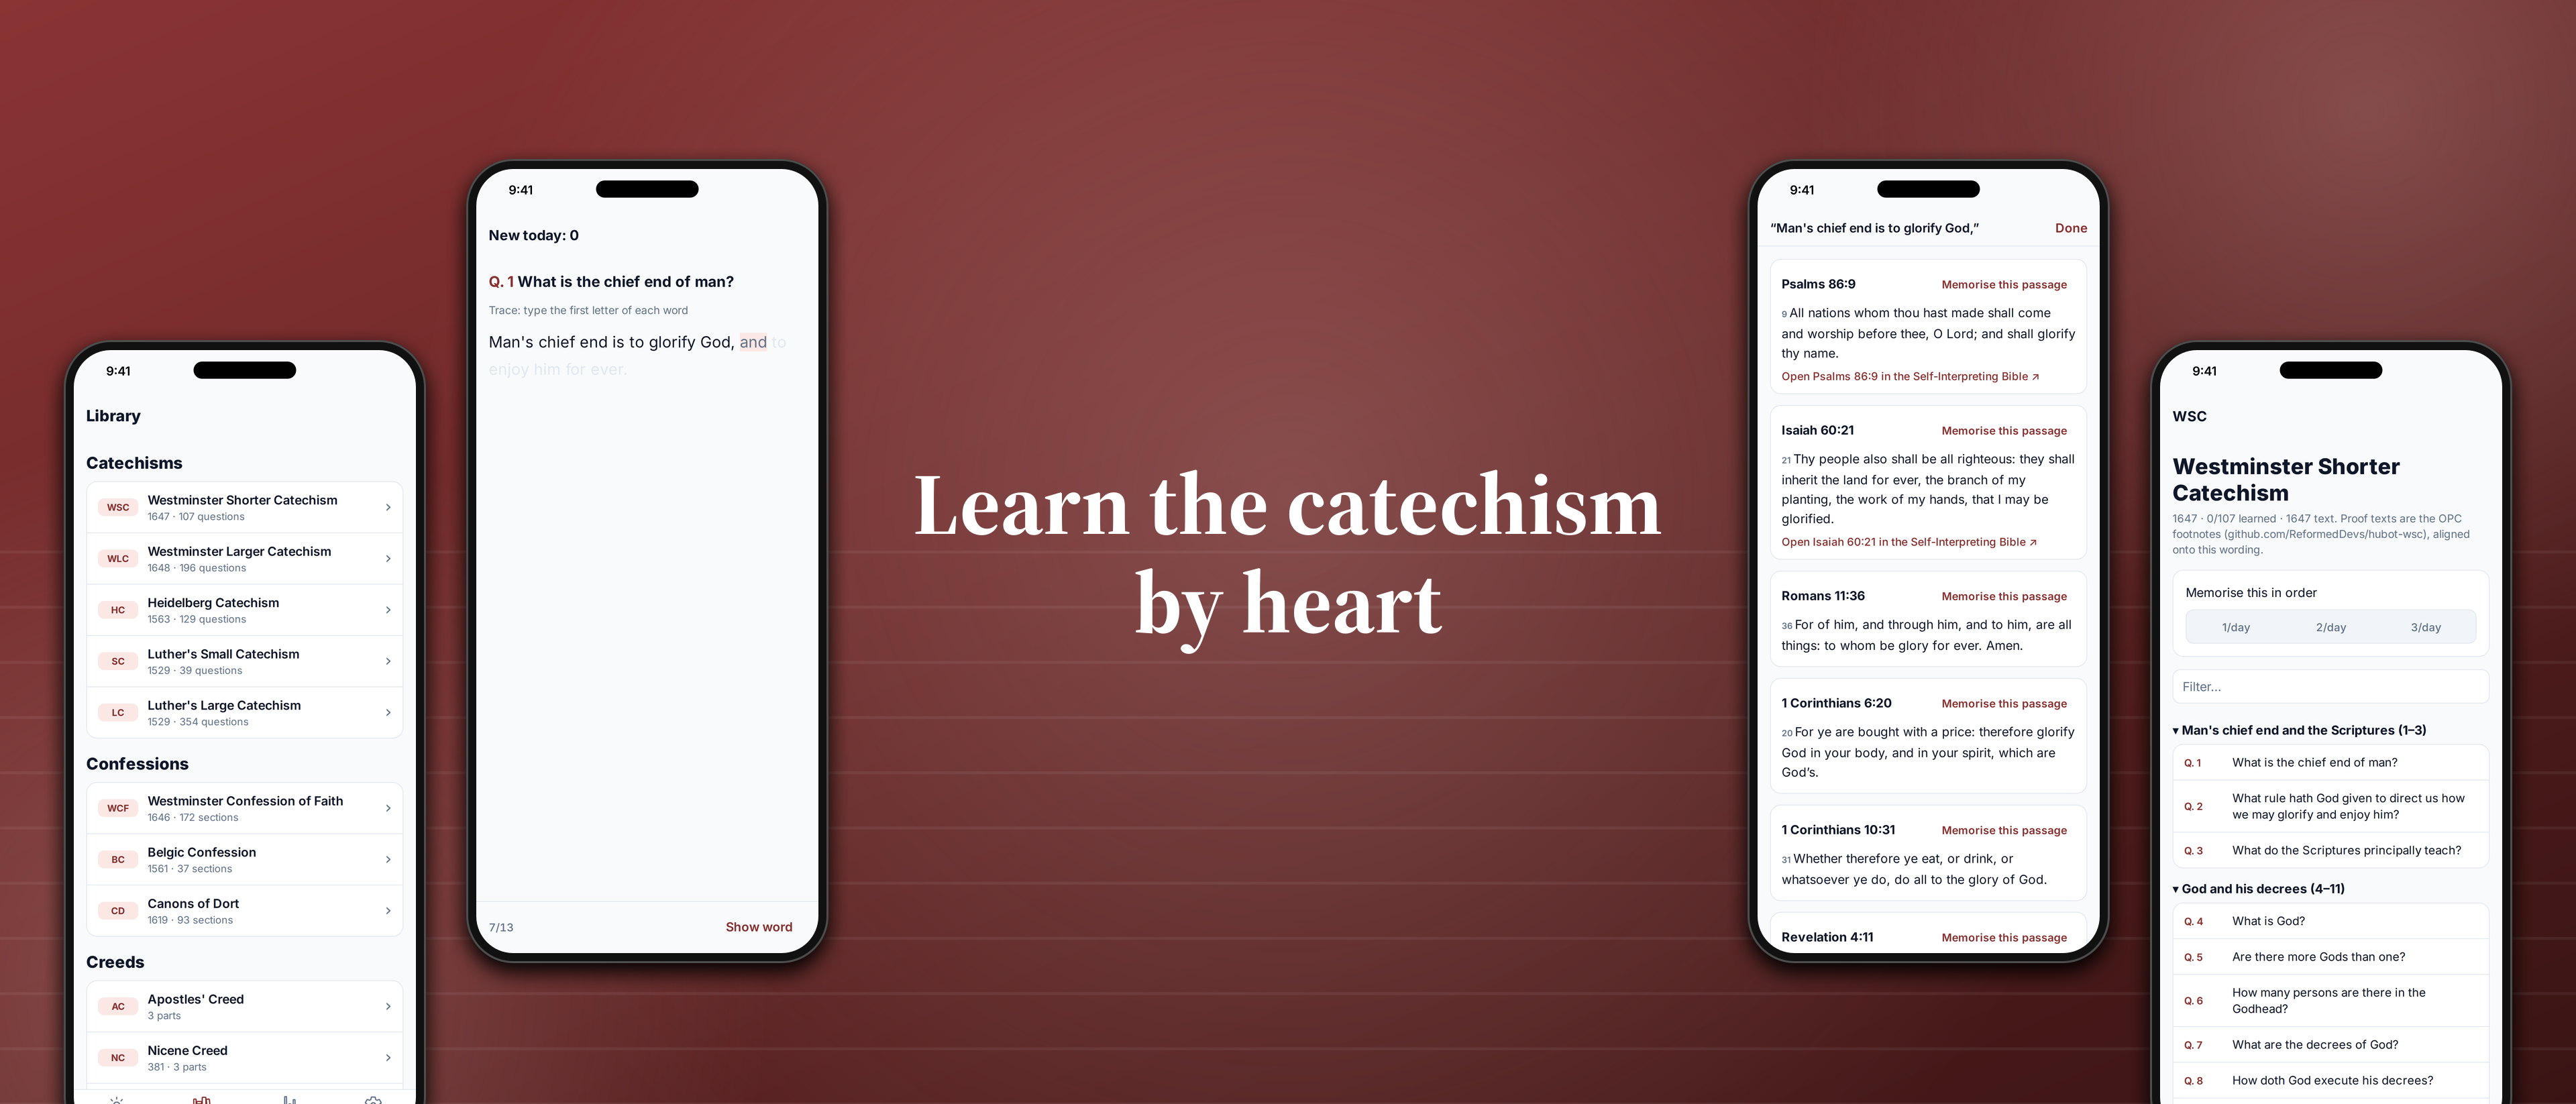 9:41
Library
Catechisms
WSC
Westminster Shorter Catechism
1647 · 107 questions
WLC
Westminster Larger Catechism
1648 · 196 questions
HC
Heidelberg Catechism
1563 · 129 questions
SC
Luther's Small Catechism
1529 · 39 questions
LC
Luther's Large Catechism
1529 · 354 questions
Confessions
WCF
Westminster Confession of Faith
1646 · 172 sections
BC
Belgic Confession
1561 · 37 sections
CD
Canons of Dort
1619 · 93 sections
Creeds
AC
Apostles' Creed
3 parts
NC
Nicene Creed
381 · 3 parts
9:41
New today: 0
Q. 1 What is the chief end of man?
Trace: type the first letter of each word
Man's chief end is to glorify God, and to
enjoy him for ever.
7/13
Show word
Learn the catechism
by heart
9:41
“Man's chief end is to glorify God,”
Done
Psalms 86:9
Memorise this passage
9 All nations whom thou hast made shall come
and worship before thee, O Lord; and shall glorify
thy name.
Open Psalms 86:9 in the Self-Interpreting Bible ↗
Isaiah 60:21
Memorise this passage
21 Thy people also shall be all righteous: they shall
inherit the land for ever, the branch of my
planting, the work of my hands, that I may be
glorified.
Open Isaiah 60:21 in the Self-Interpreting Bible ↗
Romans 11:36
Memorise this passage
36 For of him, and through him, and to him, are all
things: to whom be glory for ever. Amen.
1 Corinthians 6:20
Memorise this passage
20 For ye are bought with a price: therefore glorify
God in your body, and in your spirit, which are
God’s.
1 Corinthians 10:31
Memorise this passage
31 Whether therefore ye eat, or drink, or
whatsoever ye do, do all to the glory of God.
Revelation 4:11
Memorise this passage
9:41
WSC
Westminster Shorter
Catechism
1647 · 0/107 learned · 1647 text. Proof texts are the OPC
footnotes (github.com/ReformedDevs/hubot-wsc), aligned
onto this wording.
Memorise this in order
1/day
2/day
3/day
Filter...
▾ Man's chief end and the Scriptures (1–3)
Q. 1
What is the chief end of man?
Q. 2
What rule hath God given to direct us how
we may glorify and enjoy him?
Q. 3
What do the Scriptures principally teach?
▾ God and his decrees (4–11)
Q. 4
What is God?
Q. 5
Are there more Gods than one?
Q. 6
How many persons are there in the
Godhead?
Q. 7
What are the decrees of God?
Q. 8
How doth God execute his decrees?